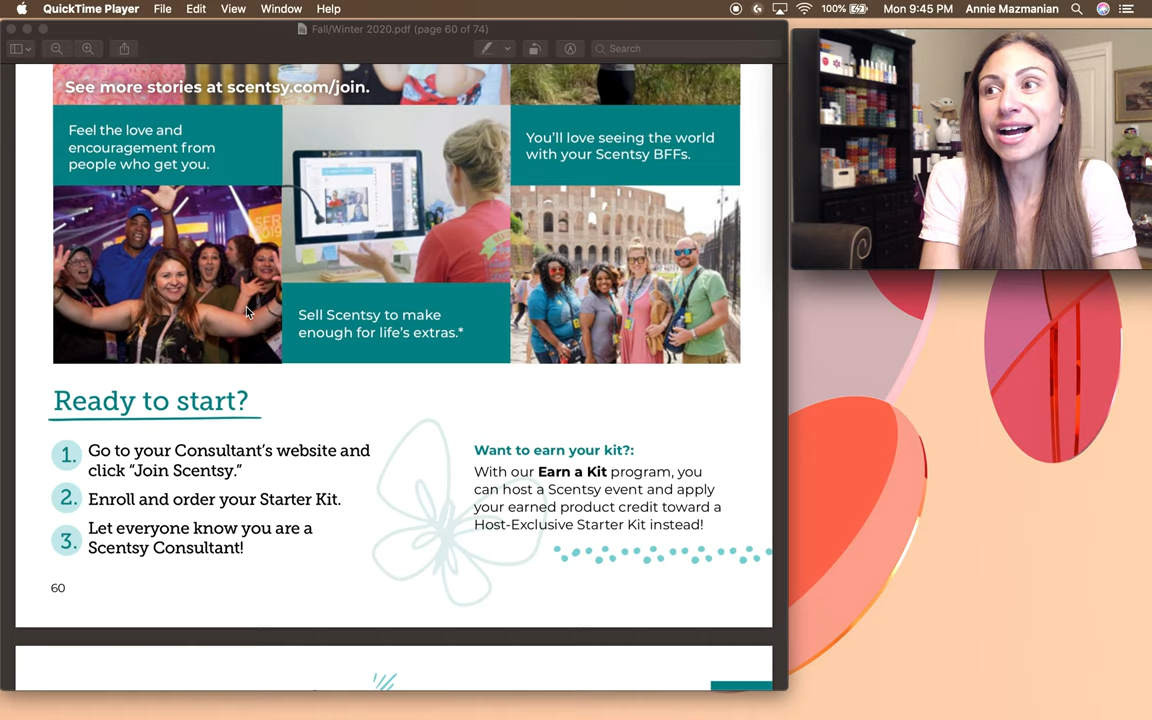 QuickTime Player File Edit View Window Help 100% Mon 9:45 PM Annie Mazmanian
Fall/Winter 2020.pdf (page 60 of 74)
Search
See more stories at scentsy.com/join.
Feel the love and
encouragement from
people who get you.
You'll love seeing the world
with your Scentsy BFFs.
Sell Scentsy to make
enough for life's extras.*
Ready to start?
1. Go to your Consultant's website and
click "Join Scentsy."
2. Enroll and order your Starter Kit.
3. Let everyone know you are a
Scentsy Consultant!
Want to earn your kit?:
With our Earn a Kit program, you
can host a Scentsy event and apply
your earned product credit toward a
Host-Exclusive Starter Kit instead!
60